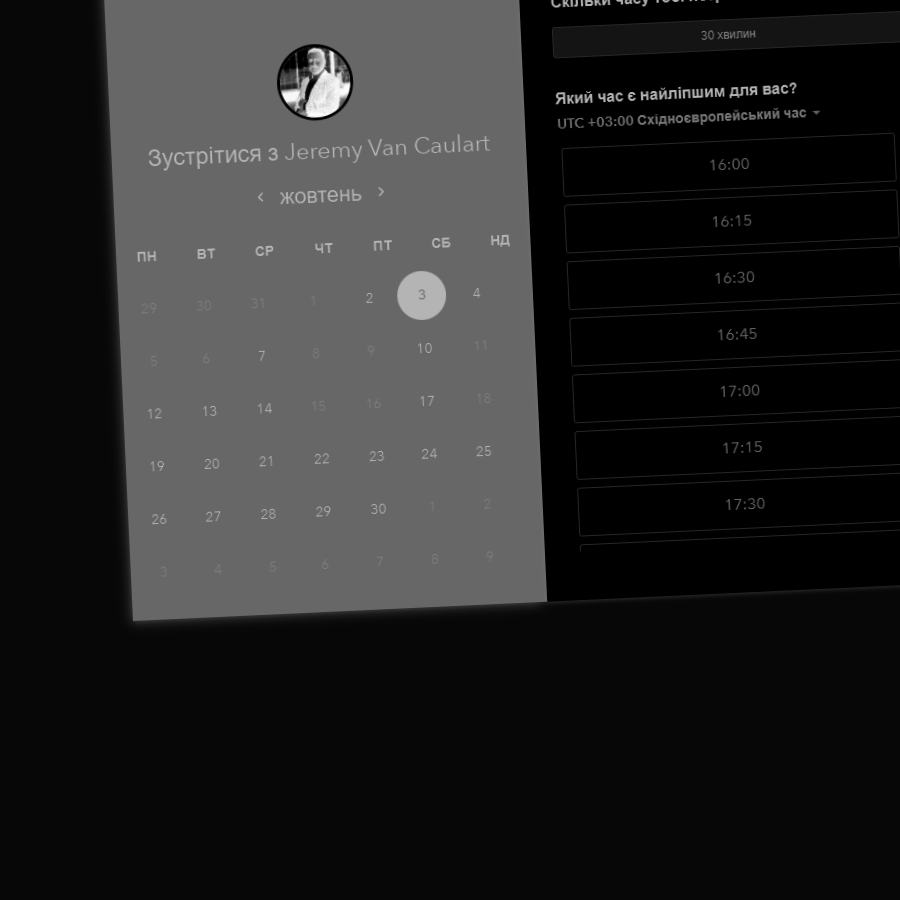 Зустрітися з Jeremy Van Caulart
жовтень
ПН ВТ СР ЧТ ПТ СБ НД
29 30 31 1 2 3 4
5 6 7 8 9 10 11
12 13 14 15 16 17 18
19 20 21 22 23 24 25
26 27 28 29 30 1 2
3 4 5 6 7 8 9
Скільки часу
30 хвилин
Який час є найліпшим для вас?
UTC +03:00 Східноєвропейський час
16:00
16:15
16:30
16:45
17:00
17:15
17:30